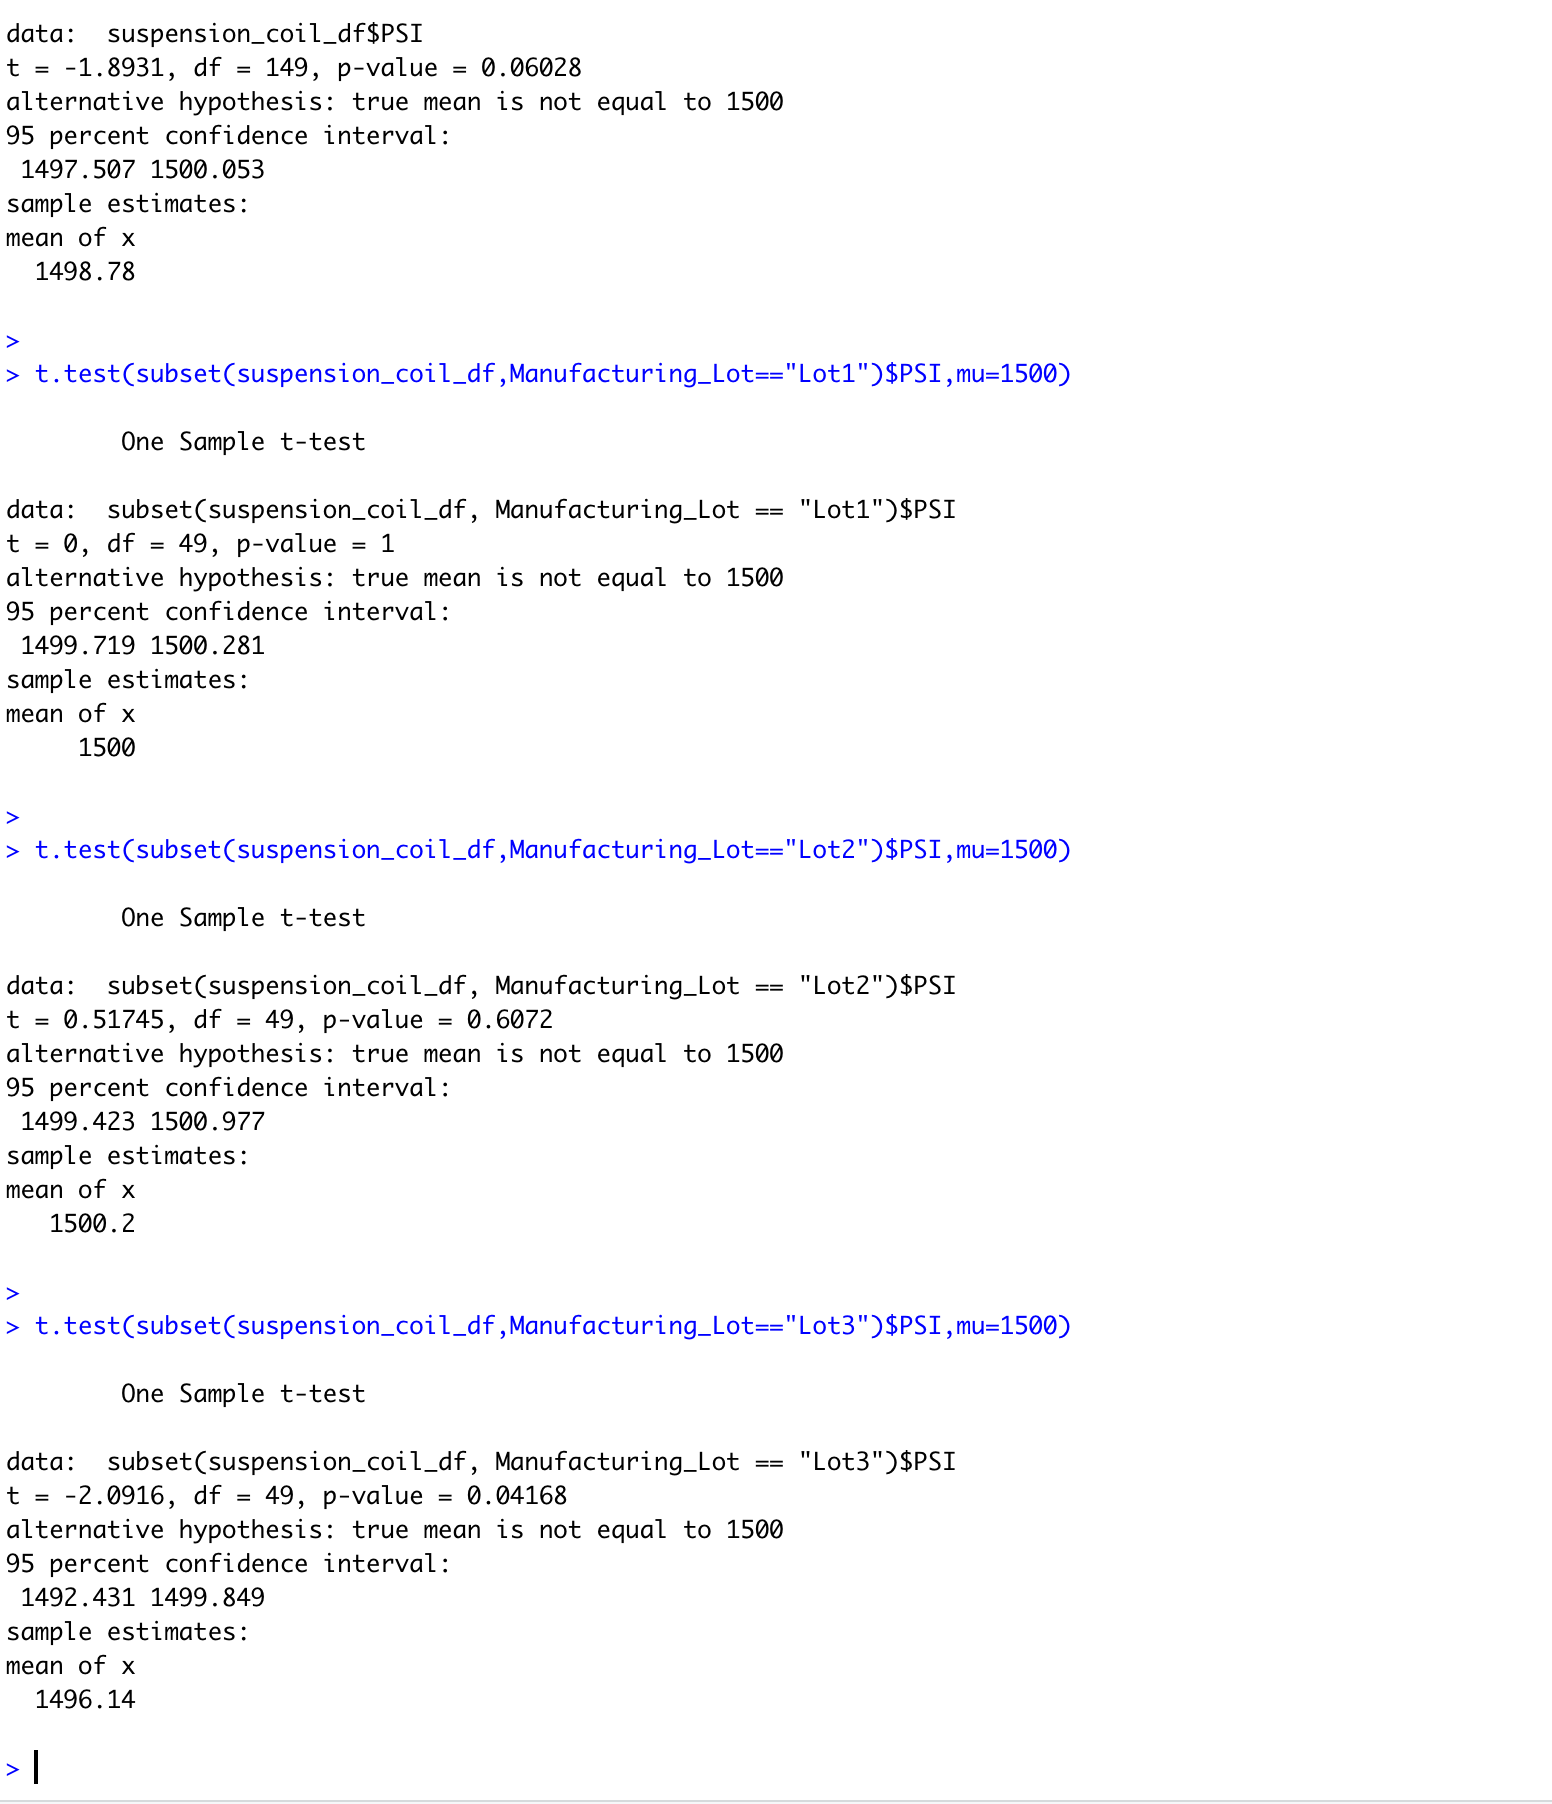 data:  suspension_coil_df$PSI
t = -1.8931, df = 149, p-value = 0.06028
alternative hypothesis: true mean is not equal to 1500
95 percent confidence interval:
 1497.507 1500.053
sample estimates:
mean of x
  1498.78
>
> t.test(subset(suspension_coil_df,Manufacturing_Lot=="Lot1")$PSI,mu=1500)
        One Sample t-test
data:  subset(suspension_coil_df, Manufacturing_Lot == "Lot1")$PSI
t = 0, df = 49, p-value = 1
alternative hypothesis: true mean is not equal to 1500
95 percent confidence interval:
 1499.719 1500.281
sample estimates:
mean of x
     1500
>
> t.test(subset(suspension_coil_df,Manufacturing_Lot=="Lot2")$PSI,mu=1500)
        One Sample t-test
data:  subset(suspension_coil_df, Manufacturing_Lot == "Lot2")$PSI
t = 0.51745, df = 49, p-value = 0.6072
alternative hypothesis: true mean is not equal to 1500
95 percent confidence interval:
 1499.423 1500.977
sample estimates:
mean of x
   1500.2
>
> t.test(subset(suspension_coil_df,Manufacturing_Lot=="Lot3")$PSI,mu=1500)
        One Sample t-test
data:  subset(suspension_coil_df, Manufacturing_Lot == "Lot3")$PSI
t = -2.0916, df = 49, p-value = 0.04168
alternative hypothesis: true mean is not equal to 1500
95 percent confidence interval:
 1492.431 1499.849
sample estimates:
mean of x
  1496.14
>